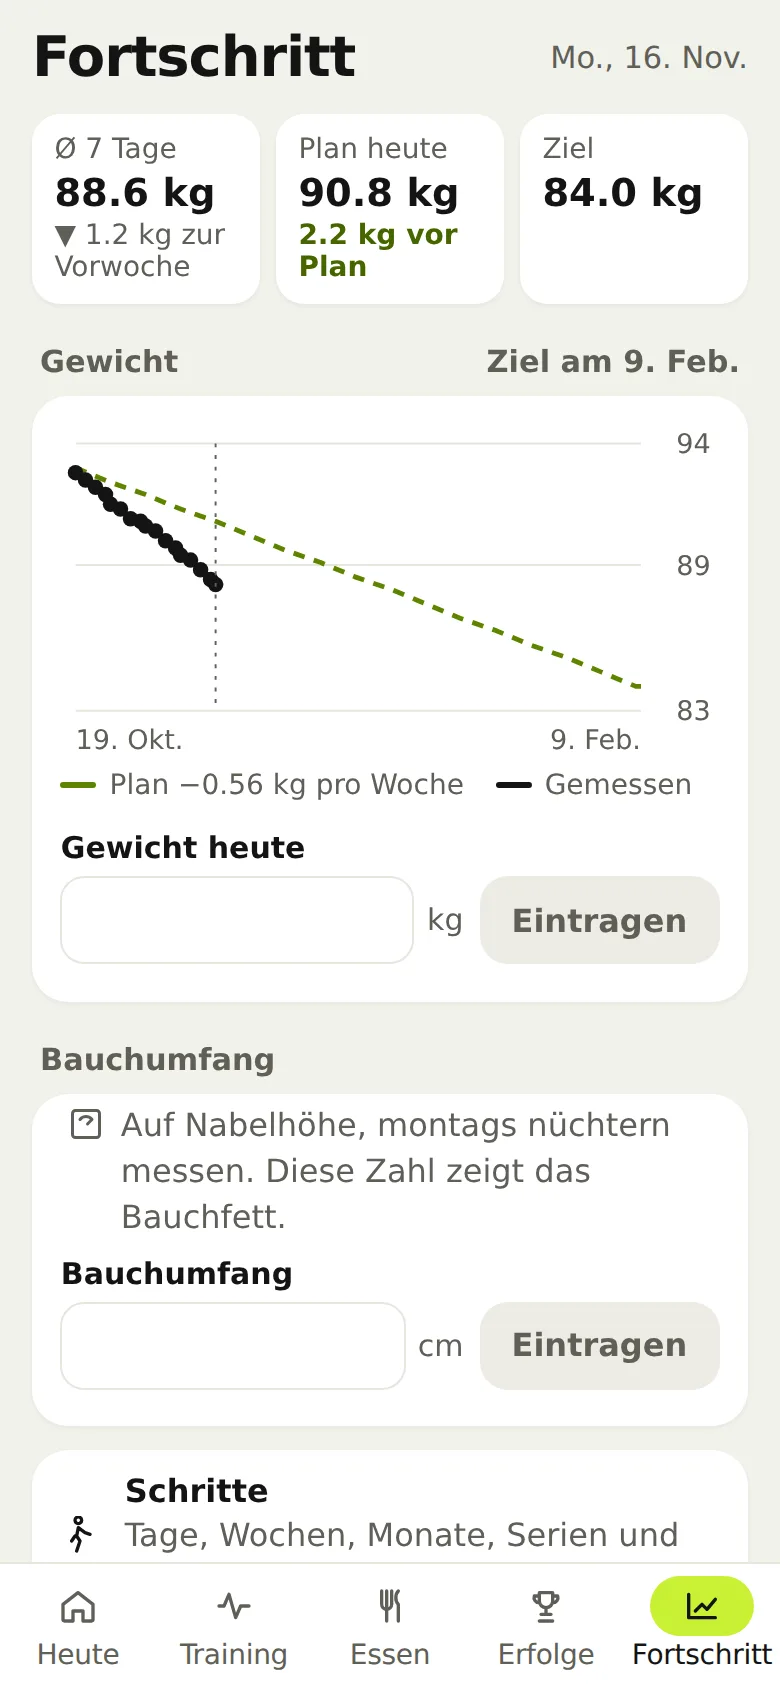 Fortschritt
Mo., 16. Nov.
Ø 7 Tage
88.6 kg
▼ 1.2 kg zur
Vorwoche
Plan heute
90.8 kg
2.2 kg vor
Plan
Ziel
84.0 kg
Gewicht
Ziel am 9. Feb.
94
89
83
19. Okt.
9. Feb.
Plan −0.56 kg pro Woche
Gemessen
Gewicht heute
kg
Eintragen
Bauchumfang
Auf Nabelhöhe, montags nüchtern
messen. Diese Zahl zeigt das
Bauchfett.
Bauchumfang
cm
Eintragen
Schritte
Tage, Wochen, Monate, Serien und
Heute
Training
Essen
Erfolge
Fortschritt